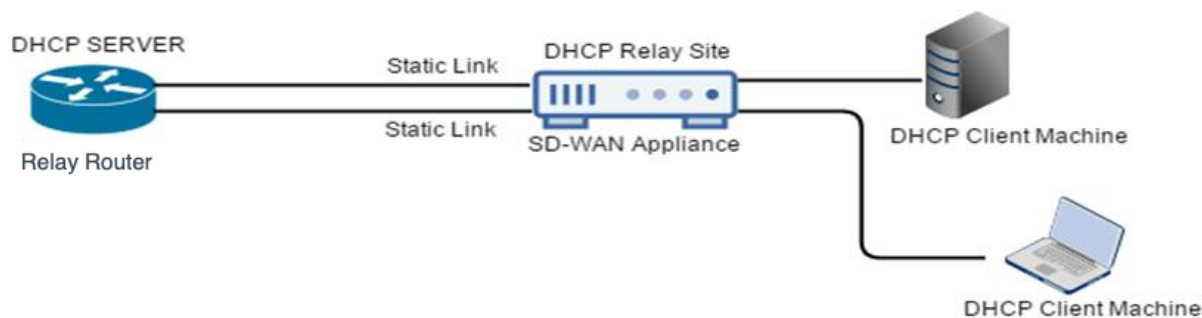 DHCP SERVER
Relay Router
Static Link
Static Link
DHCP Relay Site
SD-WAN Appliance
DHCP Client Machine
DHCP Client Machine